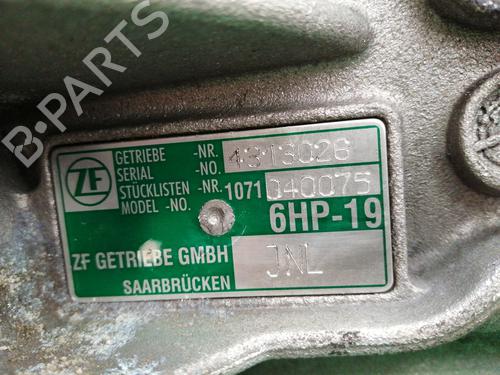 B-PARTS
ZF
GETRIEBE -NR. 4313026
SERIAL -NO.
STÜCKLISTEN -NR. 1071 040075
MODEL -NO.
6HP-19
ZF GETRIEBE GMBH JNL
SAARBRÜCKEN